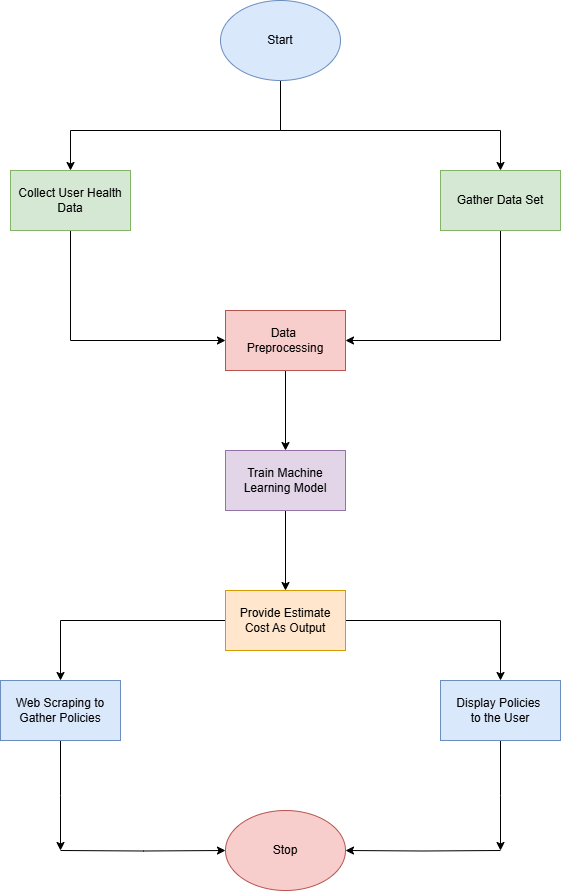 Start
Collect User Health
Data
Gather Data Set
Data
Preprocessing
Train Machine
Learning Model
Provide Estimate
Cost As Output
Web Scraping to
Gather Policies
Display Policies
to the User
Stop